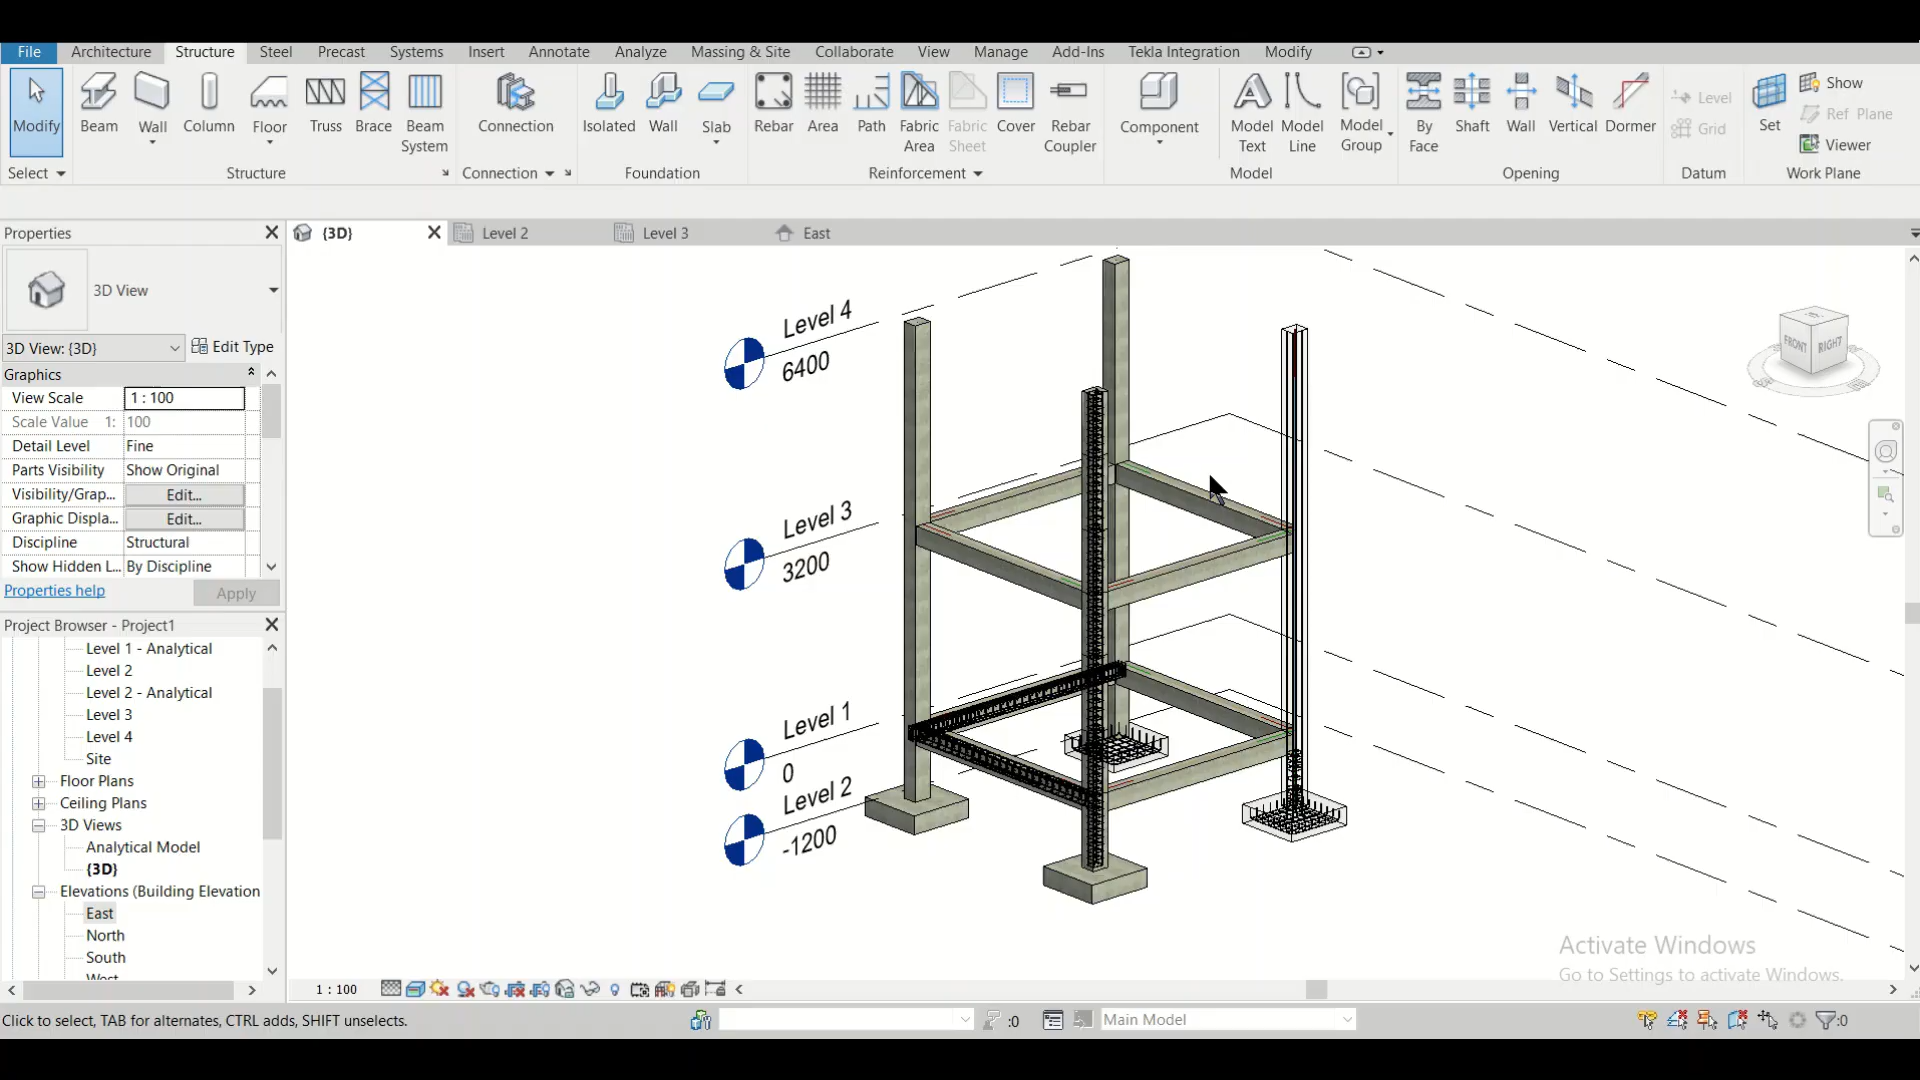 File Architecture Structure Steel Precast Systems Insert Annotate Analyze Massing & Site Collaborate View Manage Add-Ins Tekla Integration Modify
Modify Beam Wall Column Floor Truss Brace Beam System Connection Isolated Wall Slab Rebar Area Path Fabric Area Fabric Sheet Cover Rebar Coupler Component Model Text Model Line Model Group By Face Shaft Wall Vertical Dormer Level Grid Set Show Ref Plane Viewer
Select Structure Connection Foundation Reinforcement Model Opening Datum Work Plane
Properties
{3D} Level 2 Level 3 East
3D View
3D View: {3D} Edit Type
Graphics
View Scale 1 : 100
Scale Value 1: 100
Detail Level Fine
Parts Visibility Show Original
Visibility/Grap... Edit...
Graphic Displa... Edit...
Discipline Structural
Show Hidden L... By Discipline
Properties help Apply
Project Browser - Project1
Level 1 - Analytical
Level 2
Level 2 - Analytical
Level 3
Level 4
Site
Floor Plans
Ceiling Plans
3D Views
Analytical Model
{3D}
Elevations (Building Elevation
East
North
South
West
Level 4
6400
Level 3
3200
Level 1
0
Level 2
-1200
FRONT RIGHT
Activate Windows
Go to Settings to activate Windows.
1 : 100
Click to select, TAB for alternates, CTRL adds, SHIFT unselects.
:0
Main Model
:0